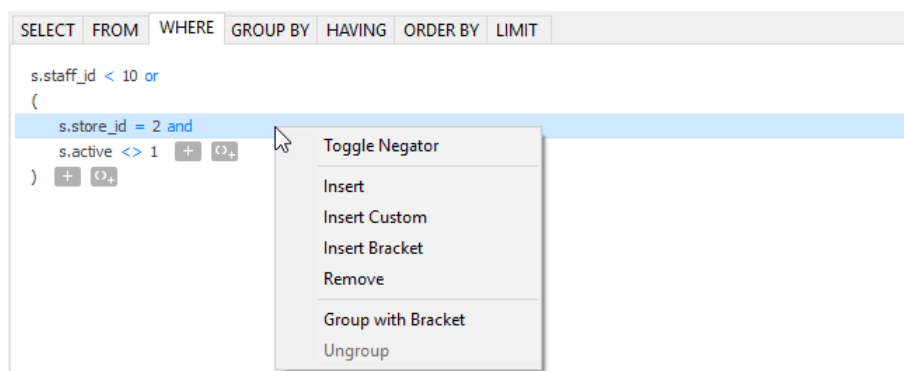 SELECT FROM WHERE GROUP BY HAVING ORDER BY LIMIT
s.staff_id < 10 or
(
s.store_id = 2 and
s.active <> 1 + ()+
) + ()+
Toggle Negator
Insert
Insert Custom
Insert Bracket
Remove
Group with Bracket
Ungroup